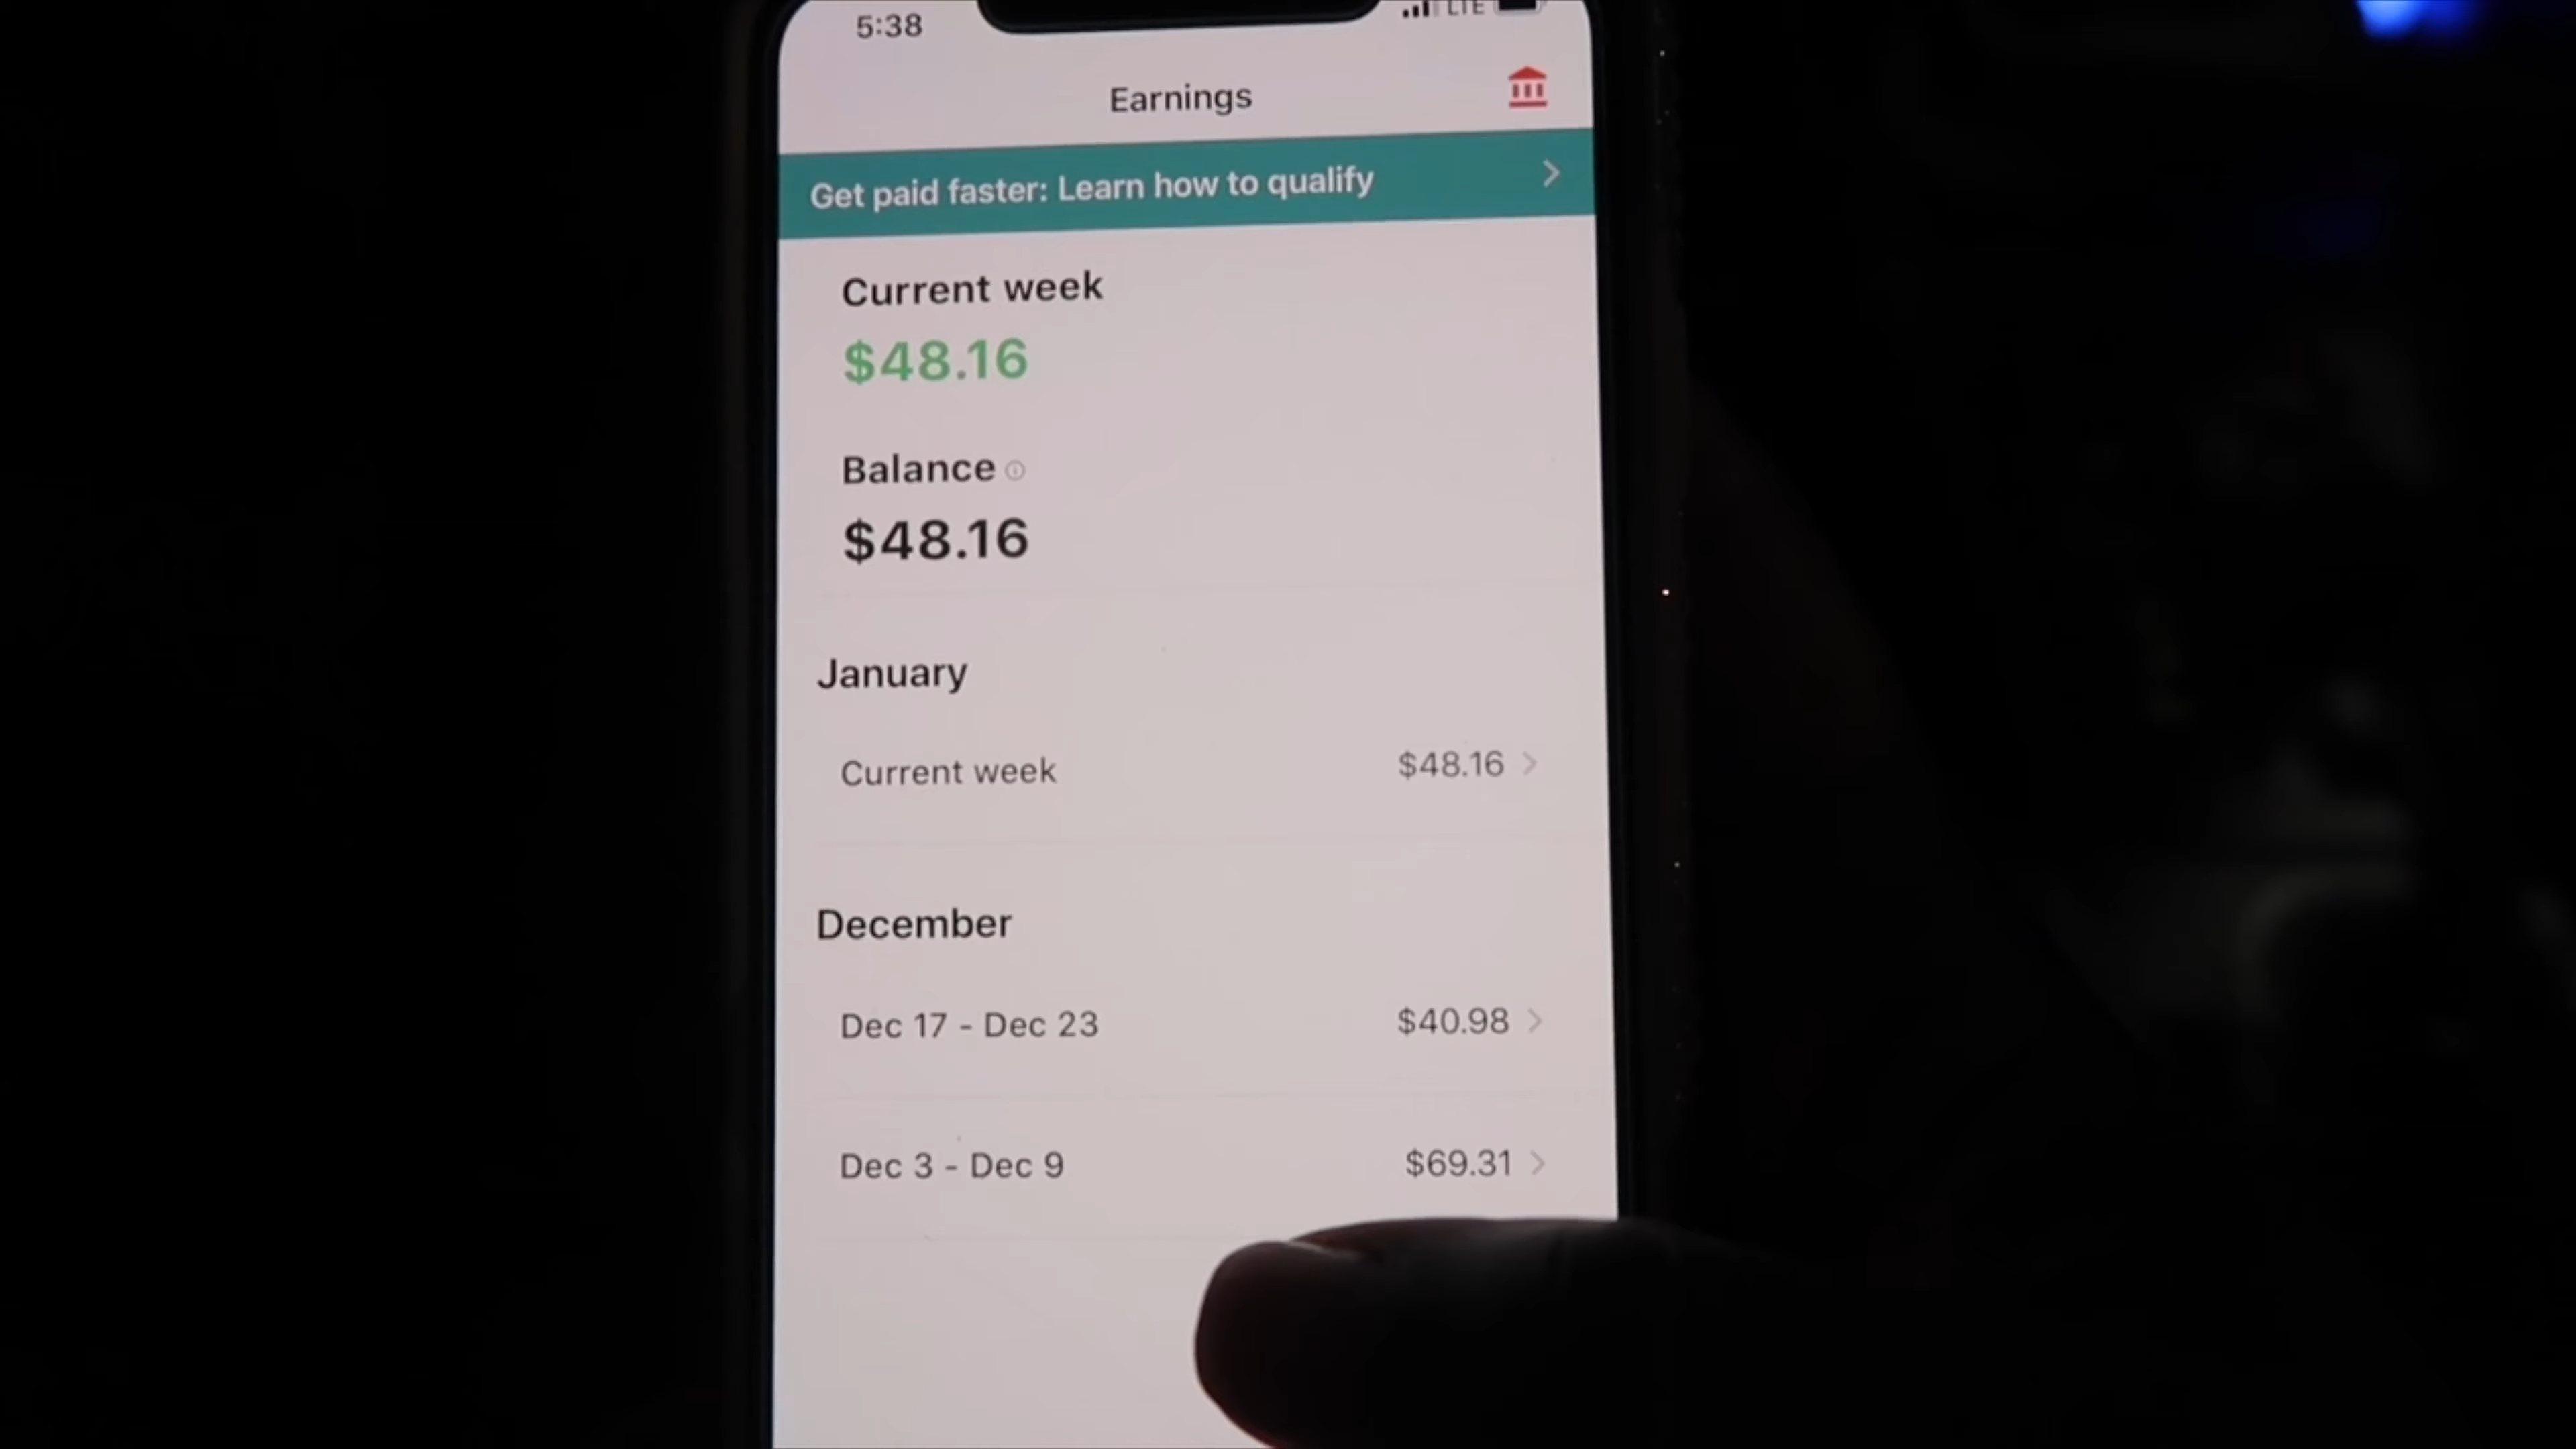 5:38 LTE
Earnings
Get paid faster: Learn how to qualify
Current week
$48.16
Balance
$48.16
January
Current week $48.16
December
Dec 17 - Dec 23 $40.98
Dec 3 - Dec 9 $69.31